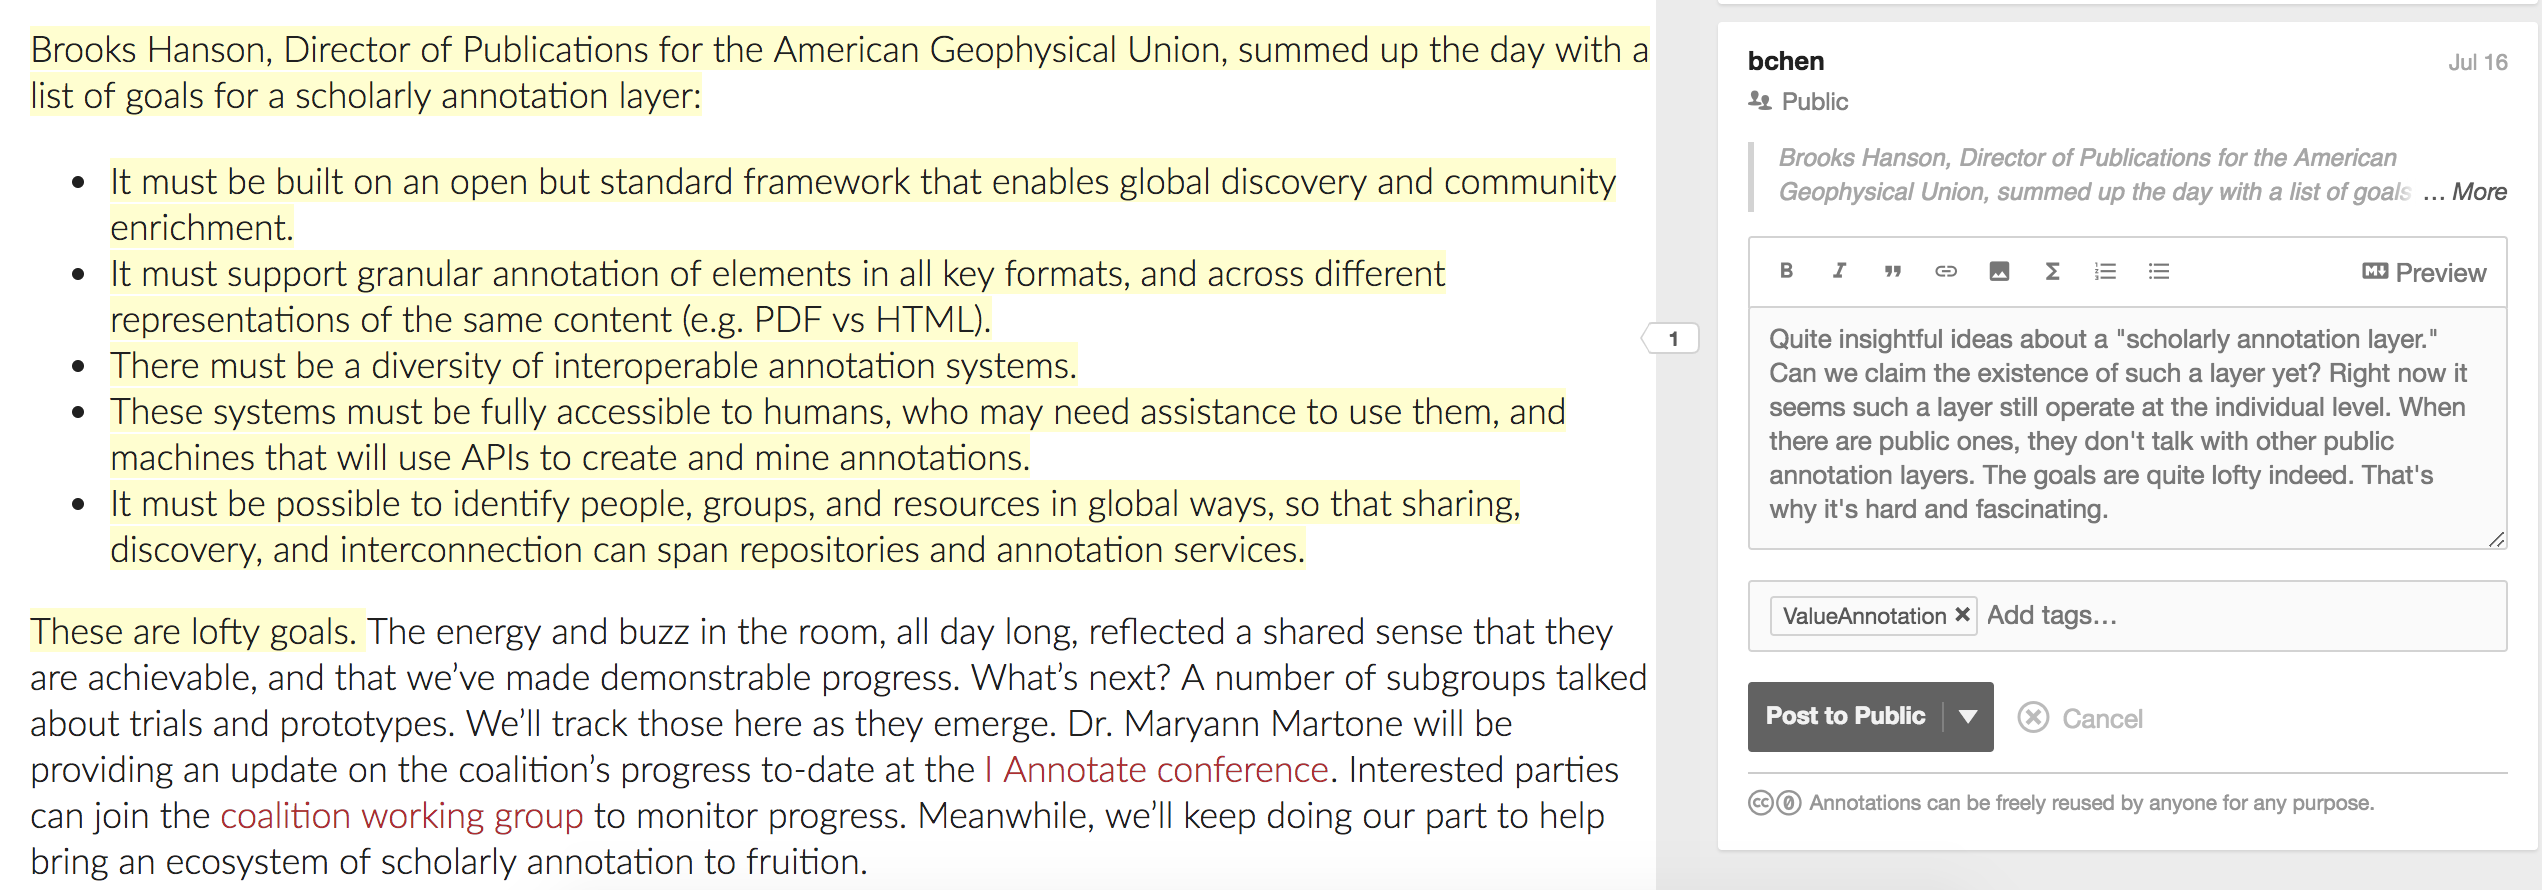 Brooks Hanson, Director of Publications for the American Geophysical Union, summed up the day with a
list of goals for a scholarly annotation layer:
• It must be built on an open but standard framework that enables global discovery and community
enrichment.
• It must support granular annotation of elements in all key formats, and across different
representations of the same content (e.g. PDF vs HTML).
• There must be a diversity of interoperable annotation systems.
• These systems must be fully accessible to humans, who may need assistance to use them, and
machines that will use APIs to create and mine annotations.
• It must be possible to identify people, groups, and resources in global ways, so that sharing,
discovery, and interconnection can span repositories and annotation services.
These are lofty goals. The energy and buzz in the room, all day long, reflected a shared sense that they
are achievable, and that we’ve made demonstrable progress. What’s next? A number of subgroups talked
about trials and prototypes. We’ll track those here as they emerge. Dr. Maryann Martone will be
providing an update on the coalition’s progress to-date at the I Annotate conference. Interested parties
can join the coalition working group to monitor progress. Meanwhile, we’ll keep doing our part to help
bring an ecosystem of scholarly annotation to fruition.
1
bchen Jul 16
Public
Brooks Hanson, Director of Publications for the American
Geophysical Union, summed up the day with a list of goals ... More
B I ” Σ M↓ Preview
Quite insightful ideas about a "scholarly annotation layer."
Can we claim the existence of such a layer yet? Right now it
seems such a layer still operate at the individual level. When
there are public ones, they don't talk with other public
annotation layers. The goals are quite lofty indeed. That's
why it's hard and fascinating.
ValueAnnotation × Add tags...
Post to Public Cancel
cc 0 Annotations can be freely reused by anyone for any purpose.